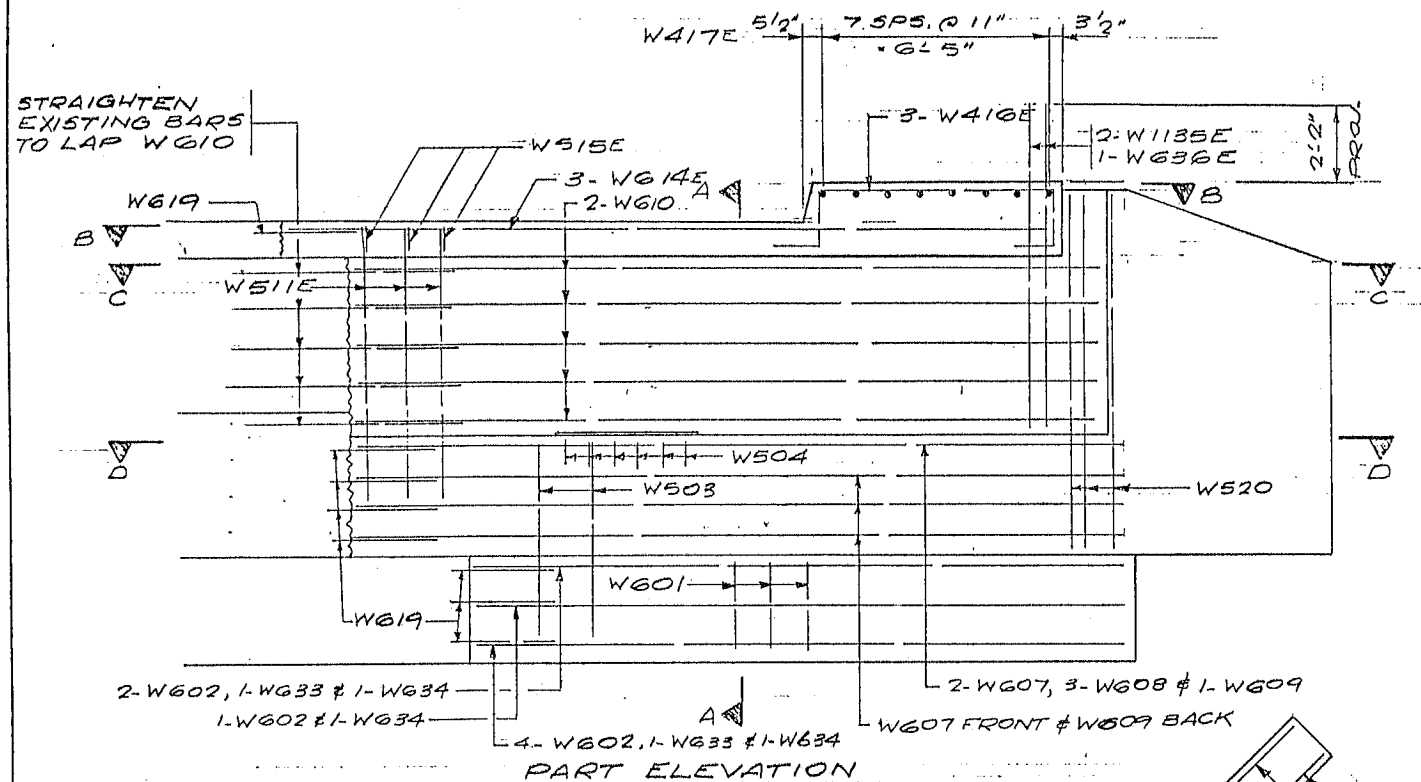 W417E 5½" 7 SPS. @ 11" 3½"
= 6'-5"
STRAIGHTEN
EXISTING BARS
TO LAP W610
3-W416E
2-W1135E
1-W636E
2'-2"
PROJ.
W515E
3-W614E
2-W610
W619
A
B
B
C
C
W511E
W504
W503
D
D
W520
W601
W619
2-W602, 1-W633 & 1-W634
1-W602 & 1-W634
4-W602, 1-W633 & 1-W634
2-W607, 3-W608 & 1-W609
W607 FRONT & W609 BACK
A
PART ELEVATION